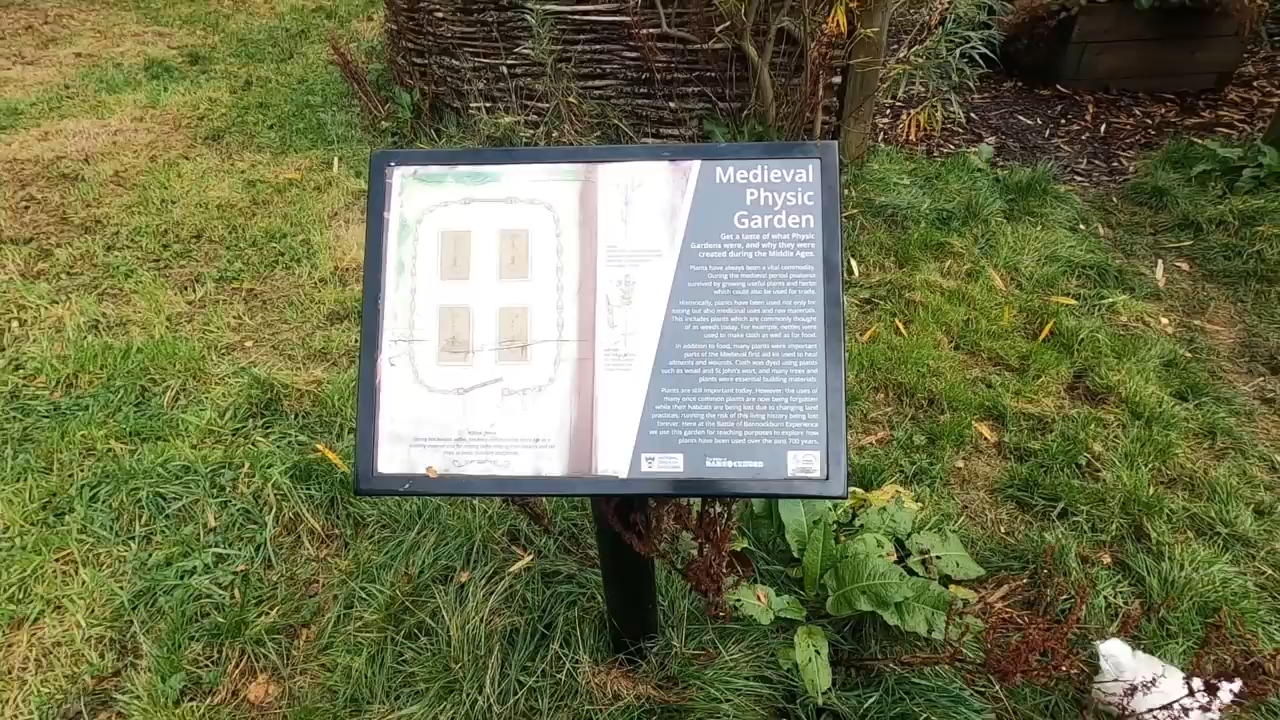 Medieval
Physic
Garden
Get a taste of what Physic
Gardens were, and why they were
created during the Middle Ages.
Plants have always been a vital commodity.
During the medieval period peasants
survived by growing useful plants and herbs
which could also be used for trade.
Historically, plants have been used not only for
eating but also medicinal uses and raw materials.
This includes plants which are commonly thought
of as weeds today. For example, nettles were
used to make cloth as well as for food.
In addition to food, many plants were important
parts of the Medieval first aid kit used to heal
ailments and wounds. Cloth was dyed using plants
such as woad and St John's wort, and many trees and
plants were essential building materials.
Plants are still important today. However, the uses of
many once common plants are now being forgotten
while their habitats are being lost due to changing land
practices, running the risk of this living history being lost
forever. Here at the Battle of Bannockburn Experience
we use this garden for teaching purposes to explore how
plants have been used over the past 700 years.